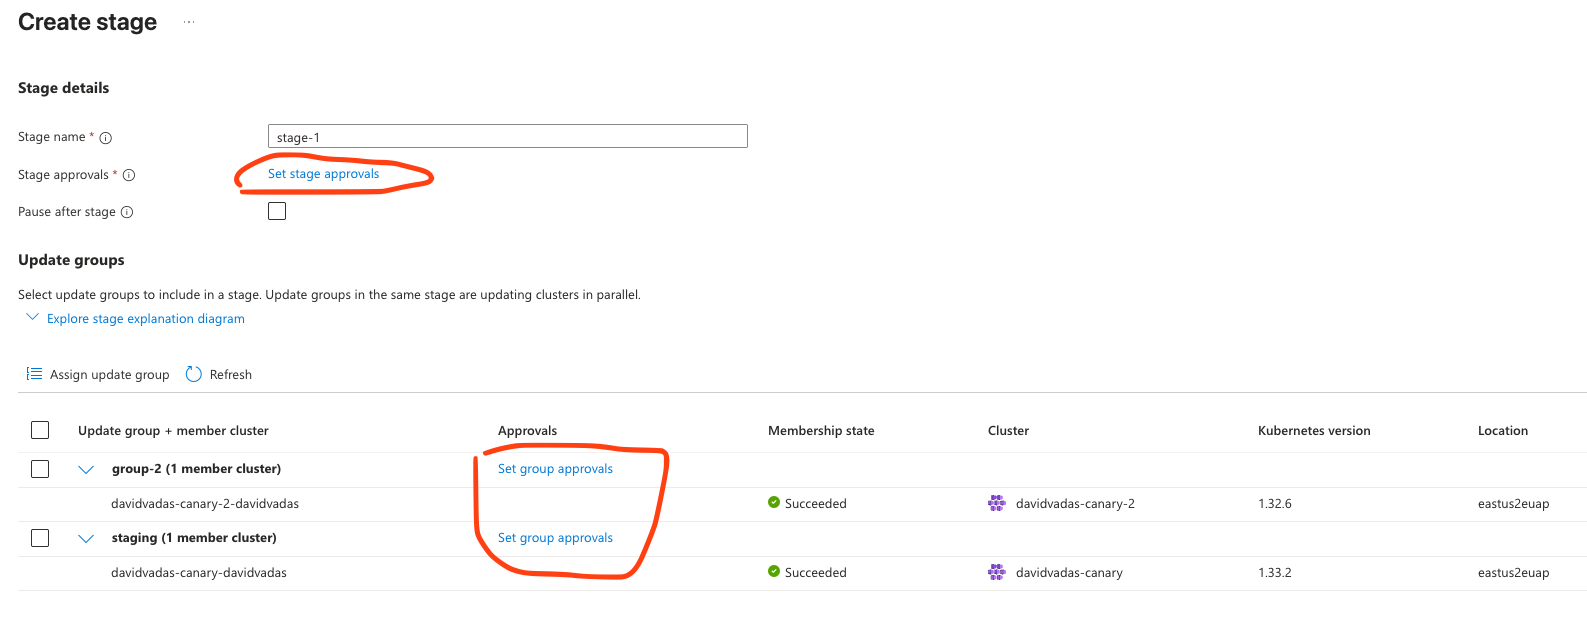 Create stage ...
Stage details
Stage name * stage-1
Stage approvals * Set stage approvals
Pause after stage
Update groups
Select update groups to include in a stage. Update groups in the same stage are updating clusters in parallel.
Explore stage explanation diagram
Assign update group Refresh
Update group + member cluster Approvals Membership state Cluster Kubernetes version Location
group-2 (1 member cluster) Set group approvals
davidvadas-canary-2-davidvadas Succeeded davidvadas-canary-2 1.32.6 eastus2euap
staging (1 member cluster) Set group approvals
davidvadas-canary-davidvadas Succeeded davidvadas-canary 1.33.2 eastus2euap